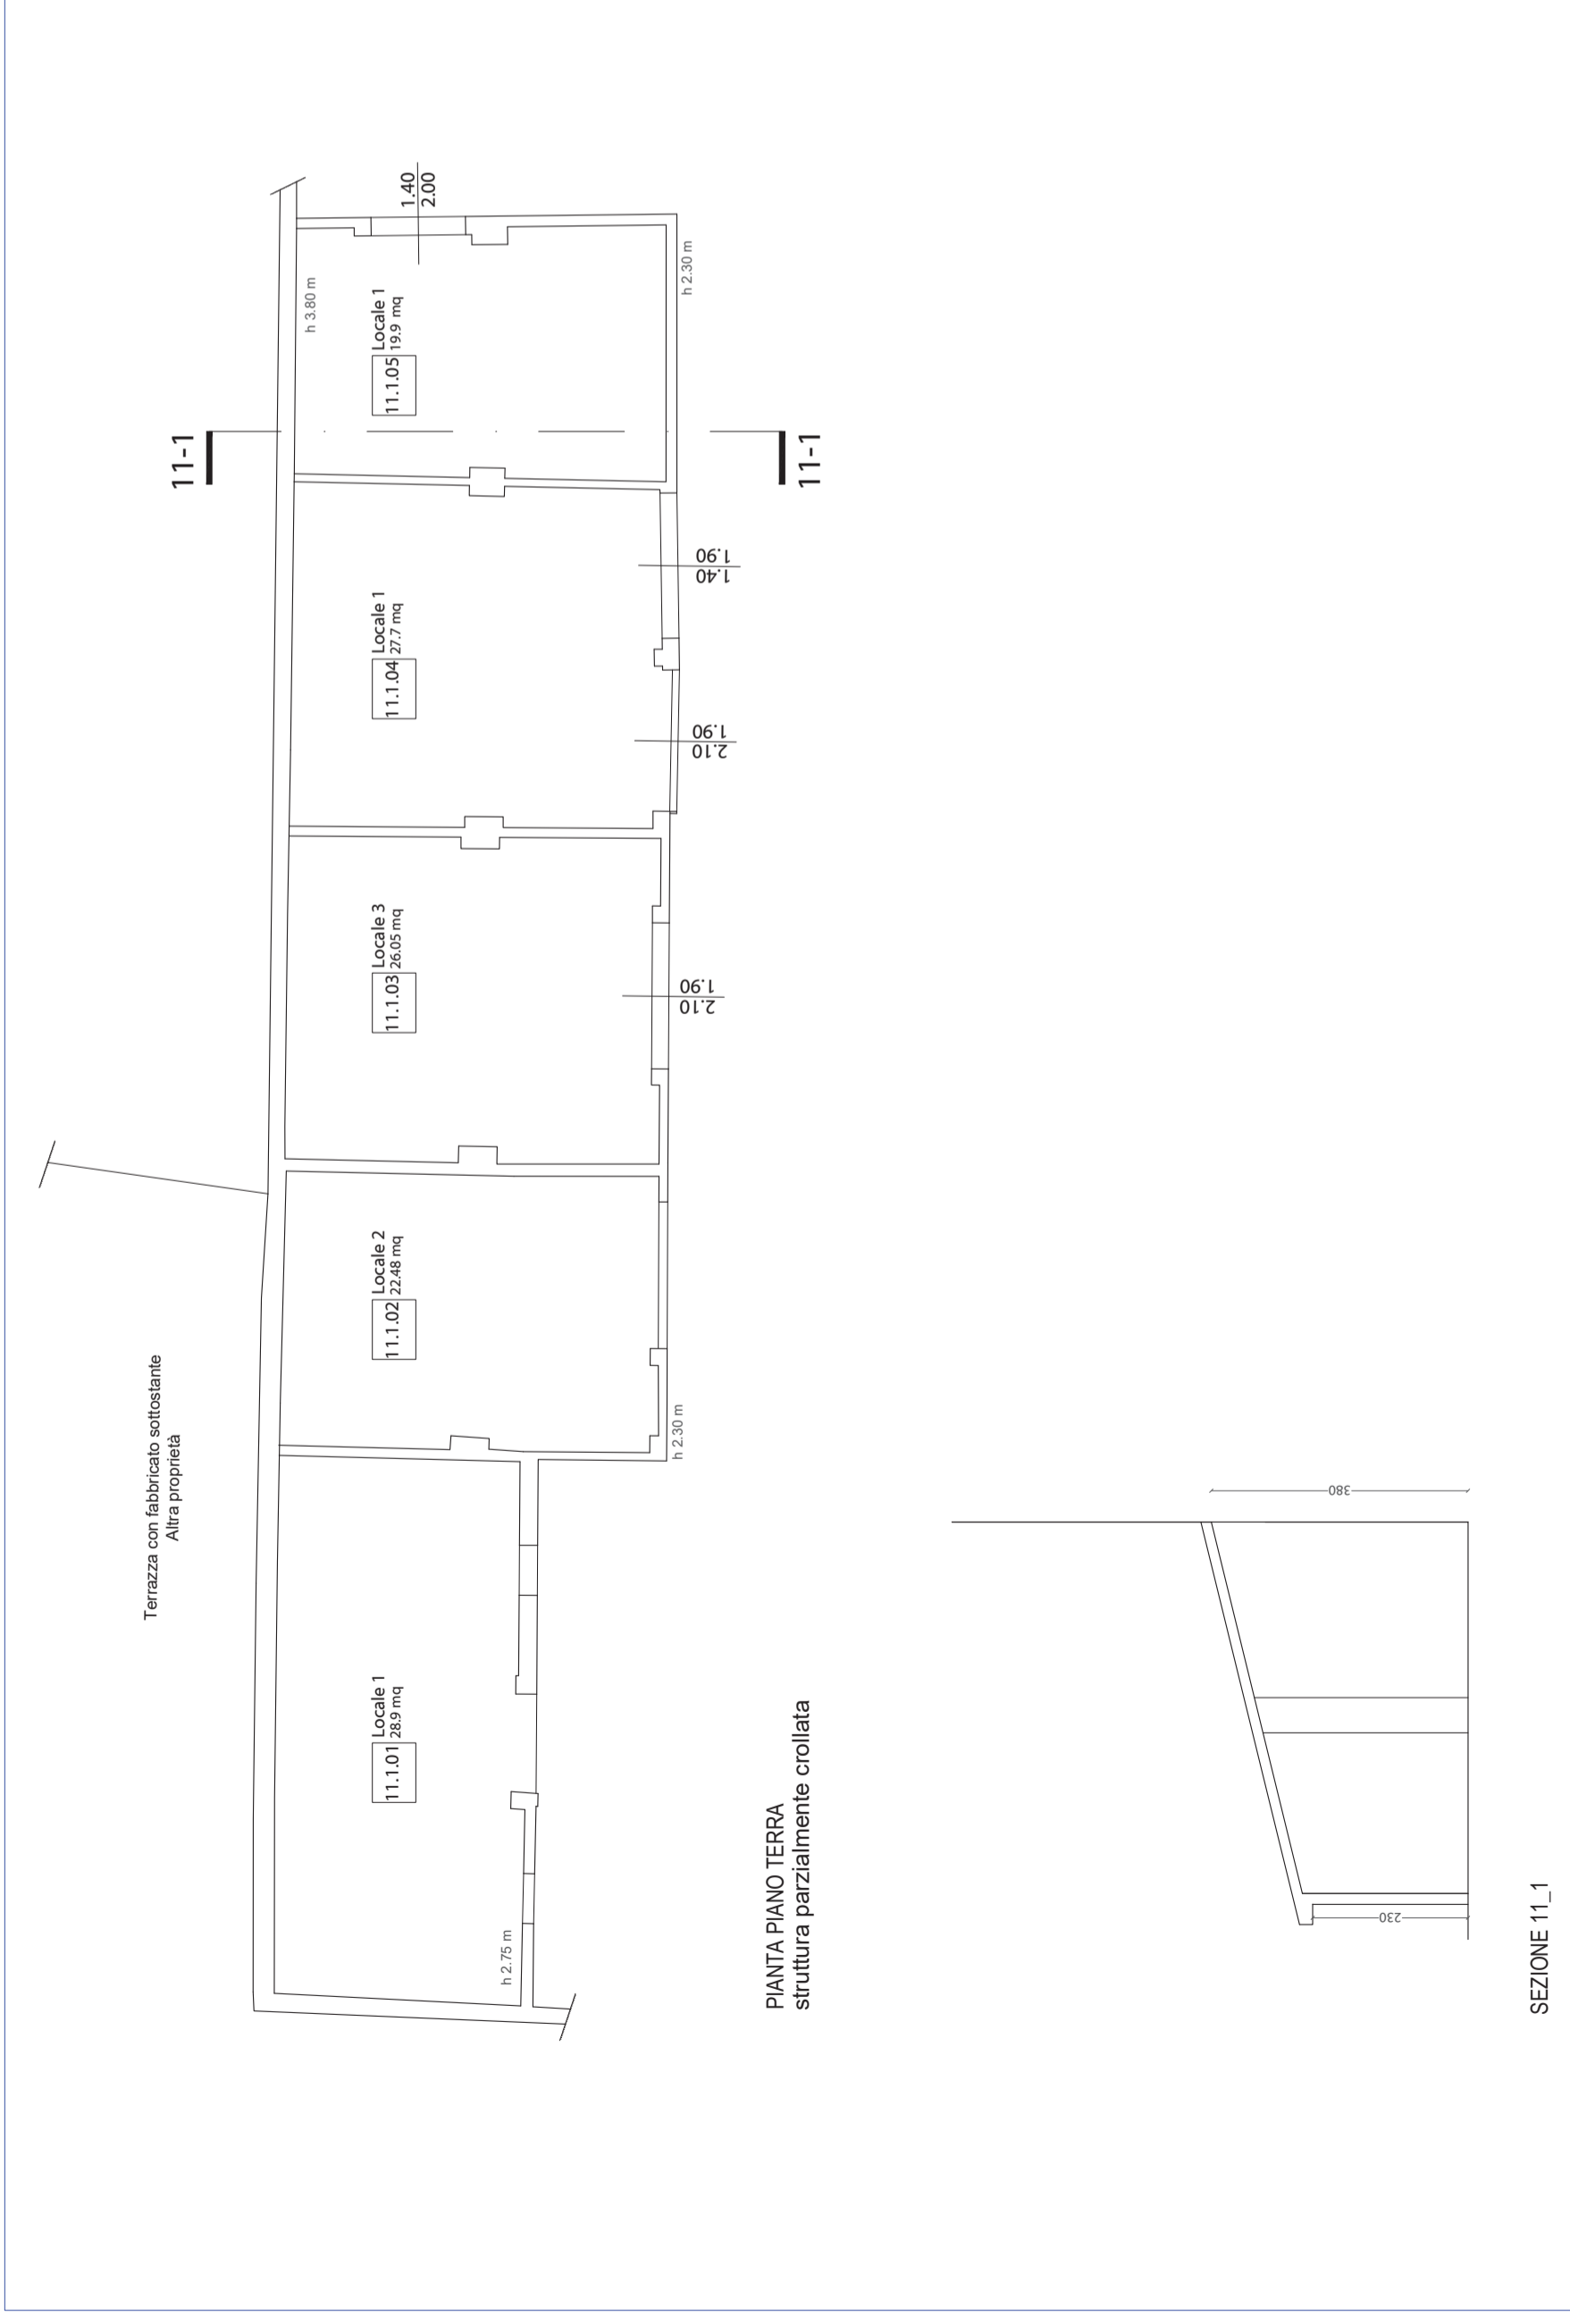 Terrazza con fabbricato sottostante
Altra proprietà
11-1
h 3.80 m
1.40
2.00
11.1.01
Locale 1
28.9 mq
11.1.02
Locale 2
22.48 mq
11.1.03
Locale 3
26.05 mq
11.1.04
Locale 1
27.7 mq
11.1.05
Locale 1
19.9 mq
h 2.75 m
h 2.30 m
2.10
1.90
2.10
1.90
1.40
1.90
h 2.30 m
11-1
PIANTA PIANO TERRA
struttura parzialmente crollata
380
230
SEZIONE 11_1